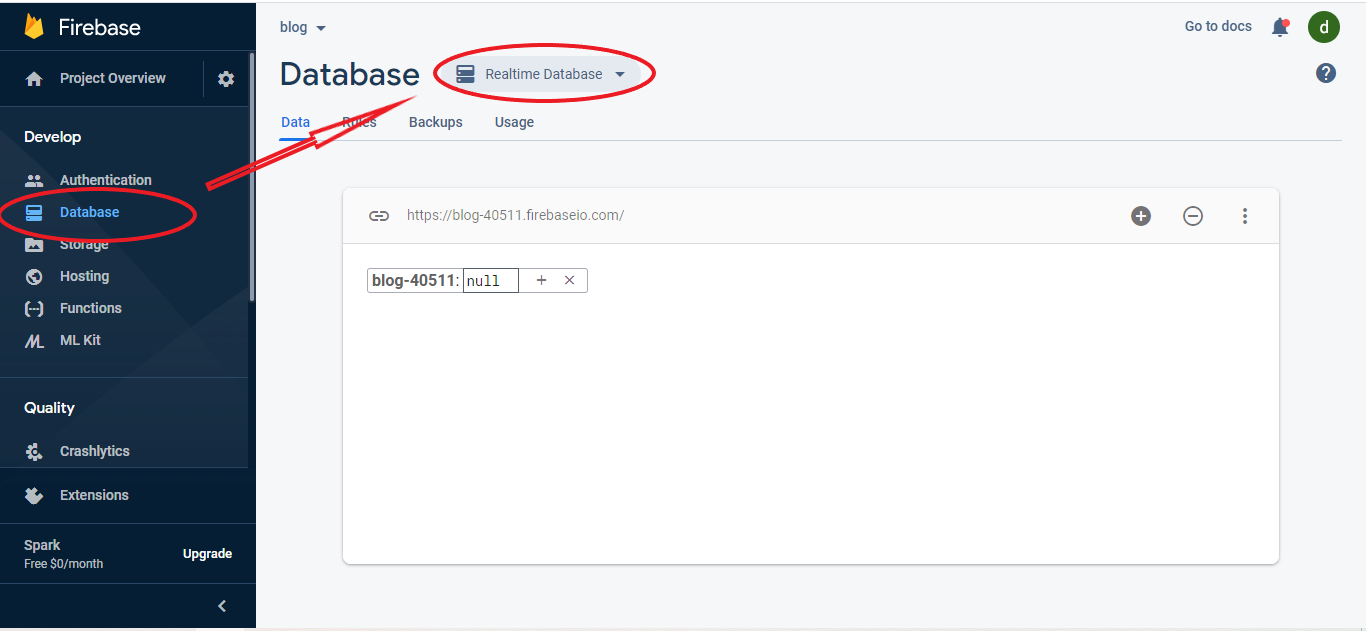 Firebase
Project Overview
Develop
Authentication
Database
Storage
Hosting
Functions
ML Kit
Quality
Crashlytics
Extensions
Spark
Free $0/month
Upgrade
blog
Go to docs
d
Database
Realtime Database
Data Rules Backups Usage
https://blog-40511.firebaseio.com/
blog-40511: null